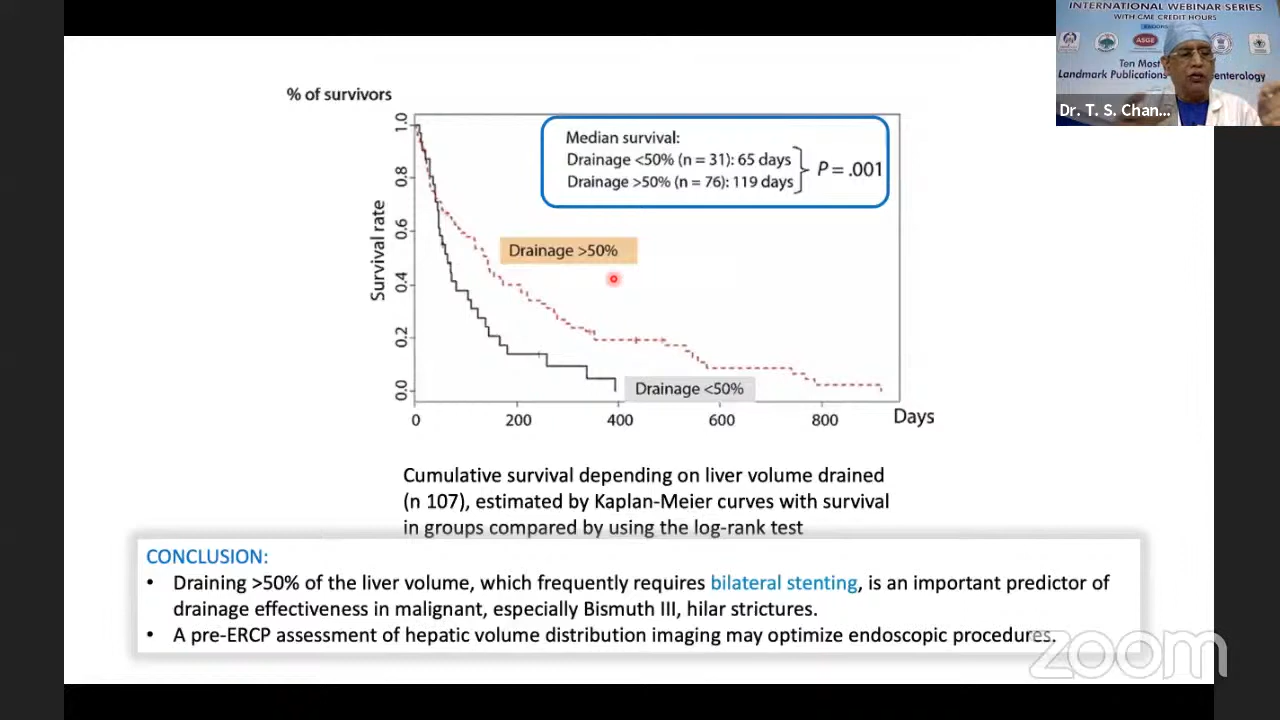 INTERNATIONAL WEBINAR SERIES
WITH CME CREDIT HOURS
ASGE
Ten Most
Landmark Publications
enterology
Dr. T. S. Chan...
% of survivors
Median survival:
Drainage <50% (n = 31): 65 days
Drainage >50% (n = 76): 119 days
P = .001
Survival rate
1.0
0.8
0.6
0.4
0.2
0.0
Drainage >50%
Drainage <50%
0 200 400 600 800 Days
Cumulative survival depending on liver volume drained
(n 107), estimated by Kaplan-Meier curves with survival
in groups compared by using the log-rank test
CONCLUSION:
• Draining >50% of the liver volume, which frequently requires bilateral stenting, is an important predictor of
drainage effectiveness in malignant, especially Bismuth III, hilar strictures.
• A pre-ERCP assessment of hepatic volume distribution imaging may optimize endoscopic procedures.
zoom